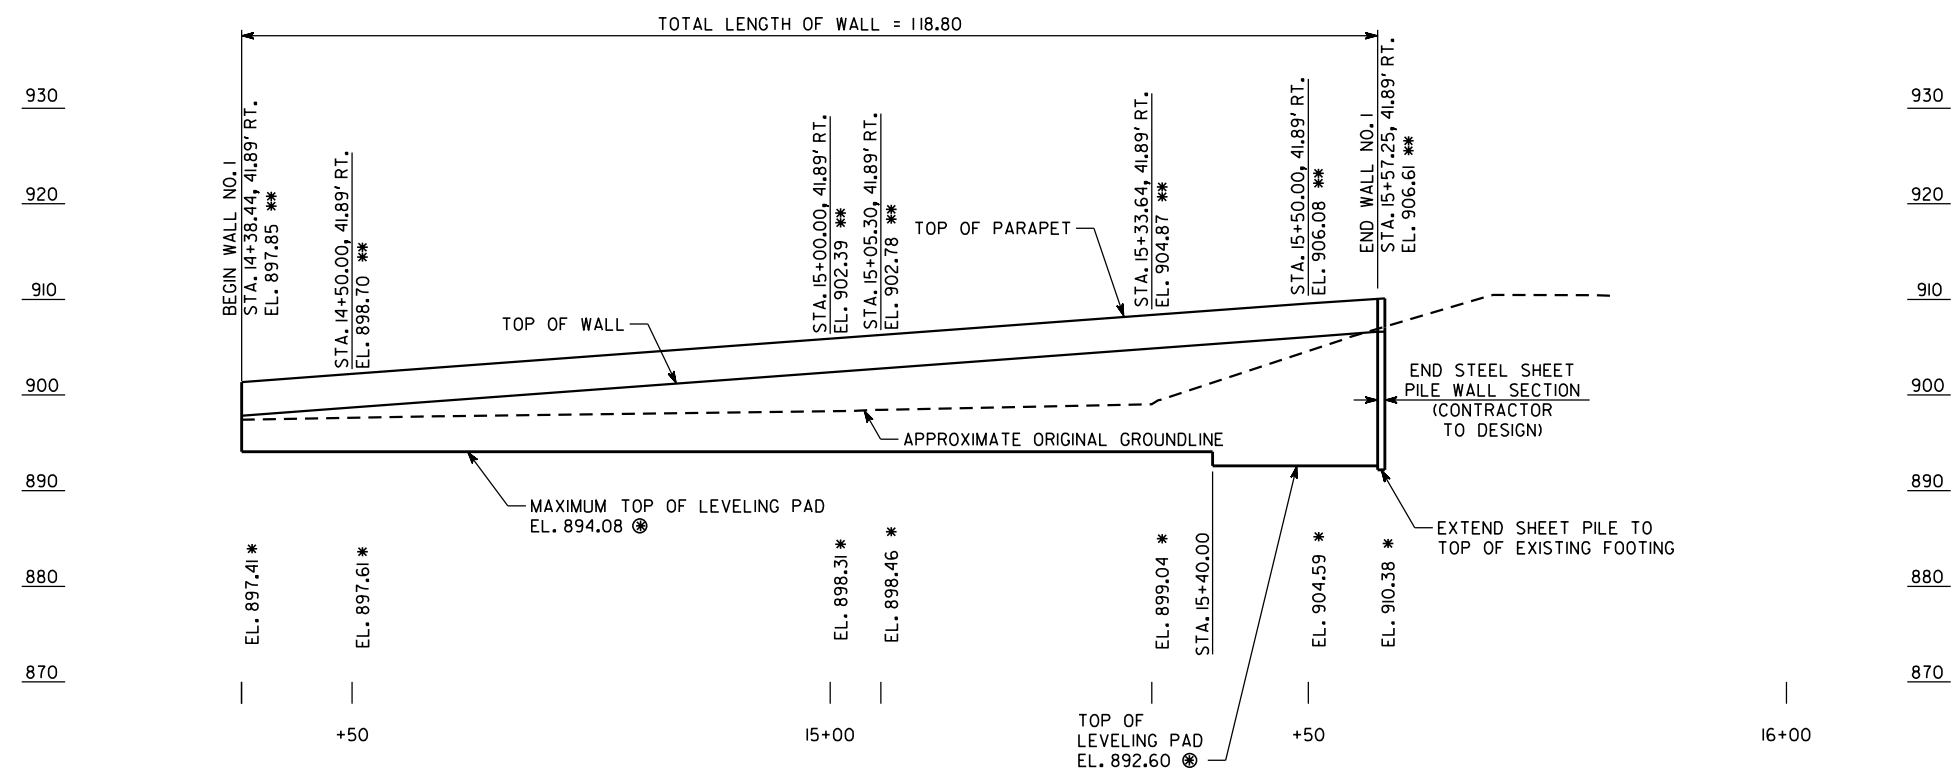 TOTAL LENGTH OF WALL = 118.80
BEGIN WALL NO. 1
STA. 14+38.44, 41.89' RT.
EL. 897.85 **
STA. 14+50.00, 41.89' RT.
EL. 898.70 **
STA. 15+00.00, 41.89' RT.
EL. 902.39 **
STA. 15+05.30, 41.89' RT.
EL. 902.78 **
STA. 15+33.64, 41.89' RT.
EL. 904.87 **
STA. 15+50.00, 41.89' RT.
EL. 906.08 **
END WALL NO. 1
STA. 15+57.25, 41.89' RT.
EL. 906.61 **
930
920
910
900
890
880
870
930
920
910
900
890
880
870
TOP OF PARAPET
TOP OF WALL
APPROXIMATE ORIGINAL GROUNDLINE
END STEEL SHEET
PILE WALL SECTION
(CONTRACTOR
TO DESIGN)
MAXIMUM TOP OF LEVELING PAD
EL. 894.08 ⊛
EXTEND SHEET PILE TO
TOP OF EXISTING FOOTING
EL. 897.41 *
EL. 897.61 *
EL. 898.31 *
EL. 898.46 *
EL. 899.04 *
STA. 15+40.00
EL. 904.59 *
EL. 910.38 *
TOP OF
LEVELING PAD
EL. 892.60 ⊛
+50
15+00
+50
16+00